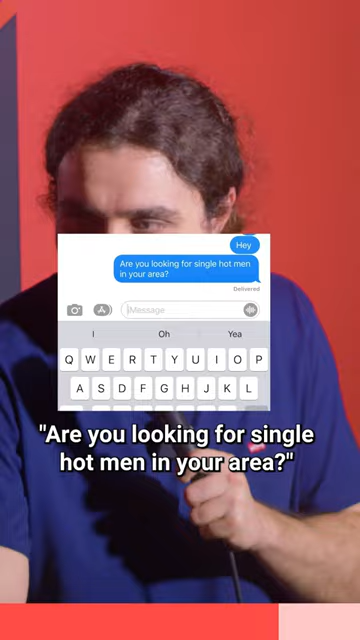 Hey
Are you looking for single hot men
in your area?
Delivered
iMessage
I Oh Yea
Q W E R T Y U I O P
A S D F G H J K L
"Are you looking for single
hot men in your area?"